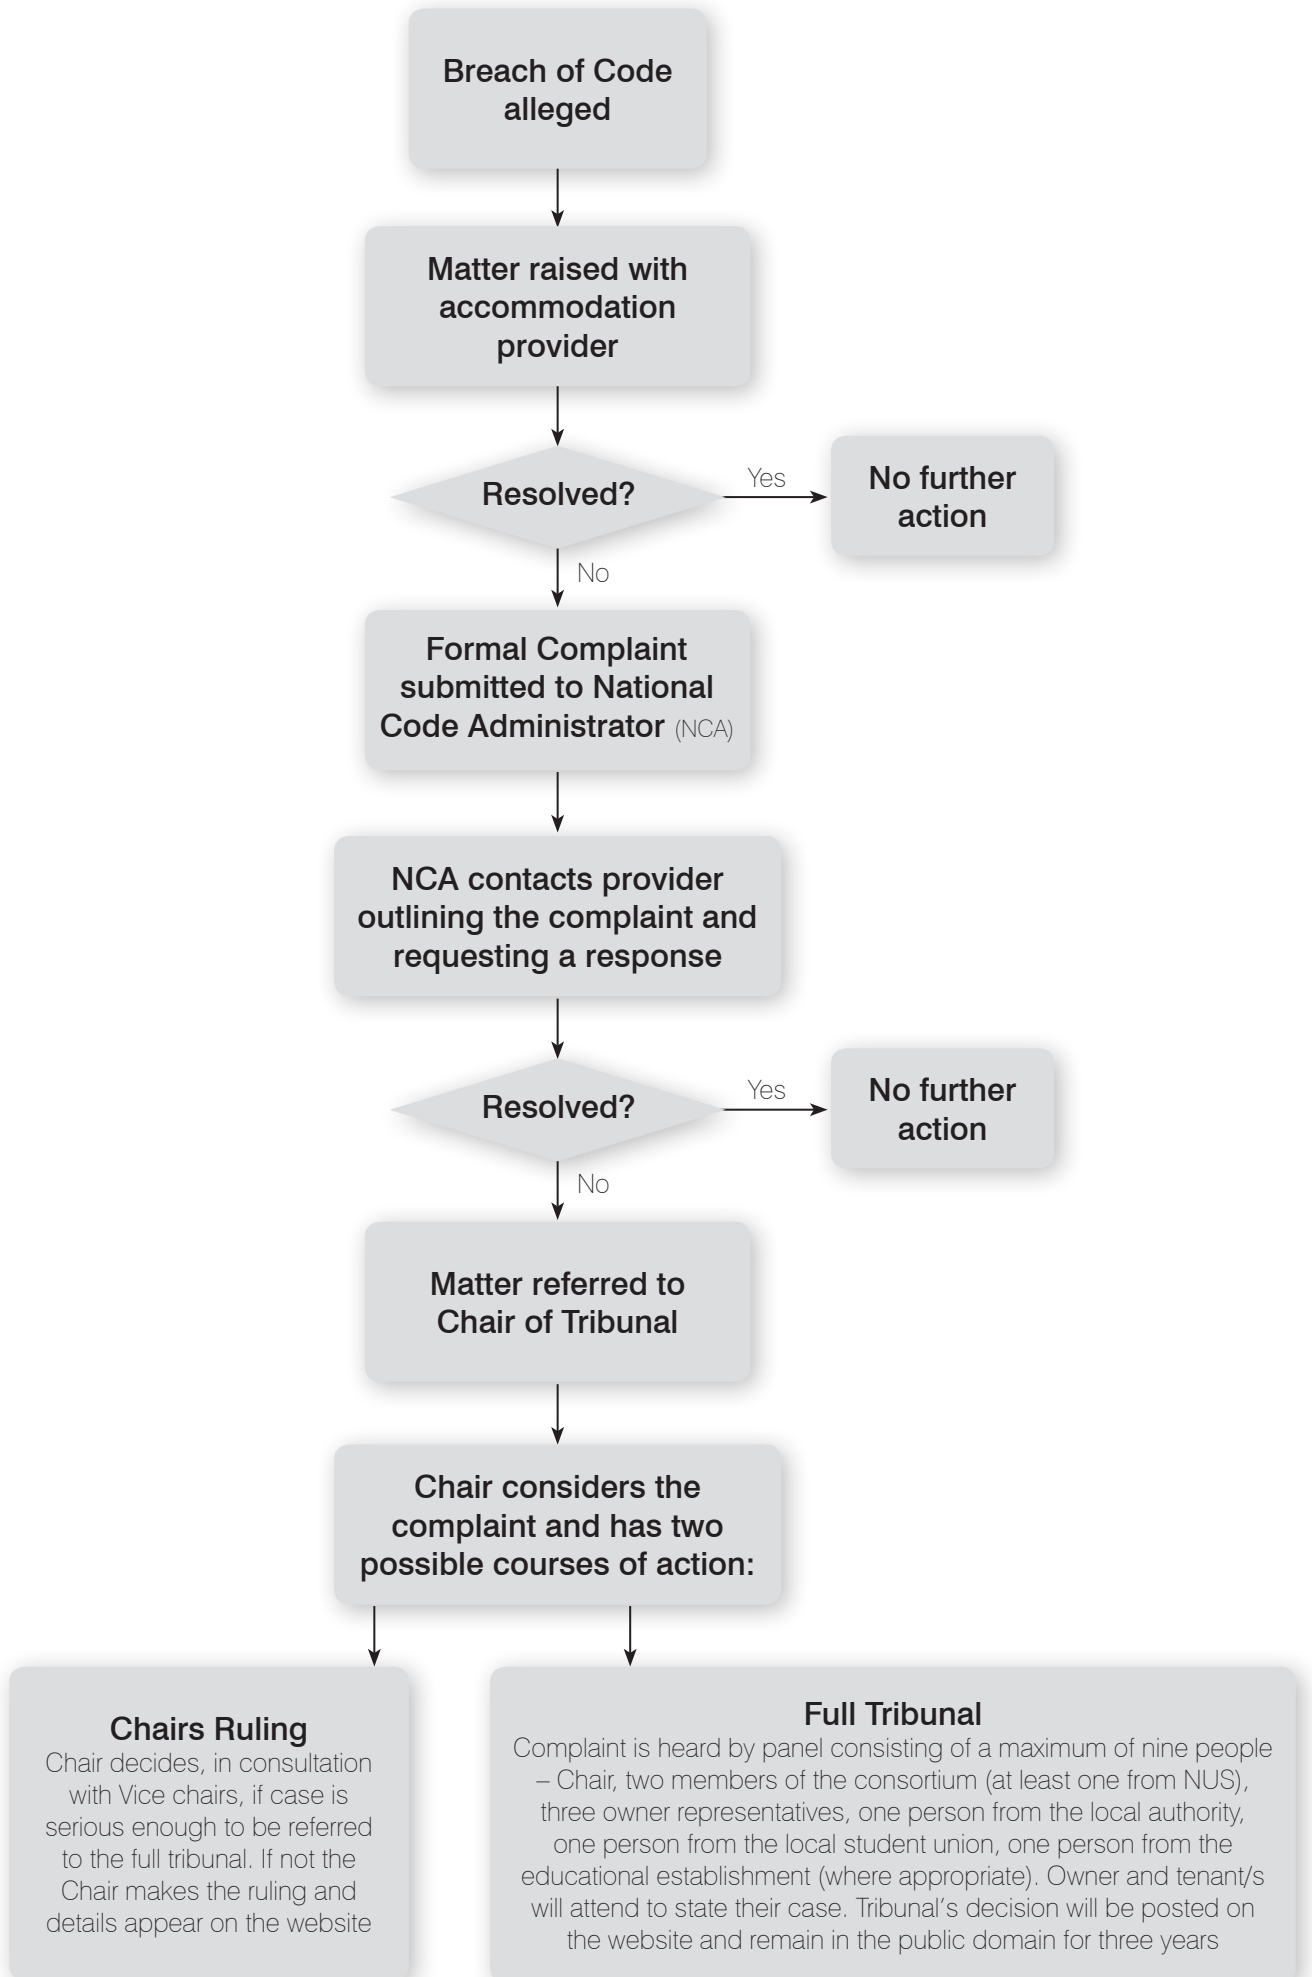 Breach of Code
alleged
Matter raised with
accommodation
provider
Resolved?
Yes
No further
action
No
Formal Complaint
submitted to National
Code Administrator (NCA)
NCA contacts provider
outlining the complaint and
requesting a response
Resolved?
Yes
No further
action
No
Matter referred to
Chair of Tribunal
Chair considers the
complaint and has two
possible courses of action:
Chairs Ruling
Chair decides, in consultation
with Vice chairs, if case is
serious enough to be referred
to the full tribunal. If not the
Chair makes the ruling and
details appear on the website
Full Tribunal
Complaint is heard by panel consisting of a maximum of nine people
– Chair, two members of the consortium (at least one from NUS),
three owner representatives, one person from the local authority,
one person from the local student union, one person from the
educational establishment (where appropriate). Owner and tenant/s
will attend to state their case. Tribunal’s decision will be posted on
the website and remain in the public domain for three years